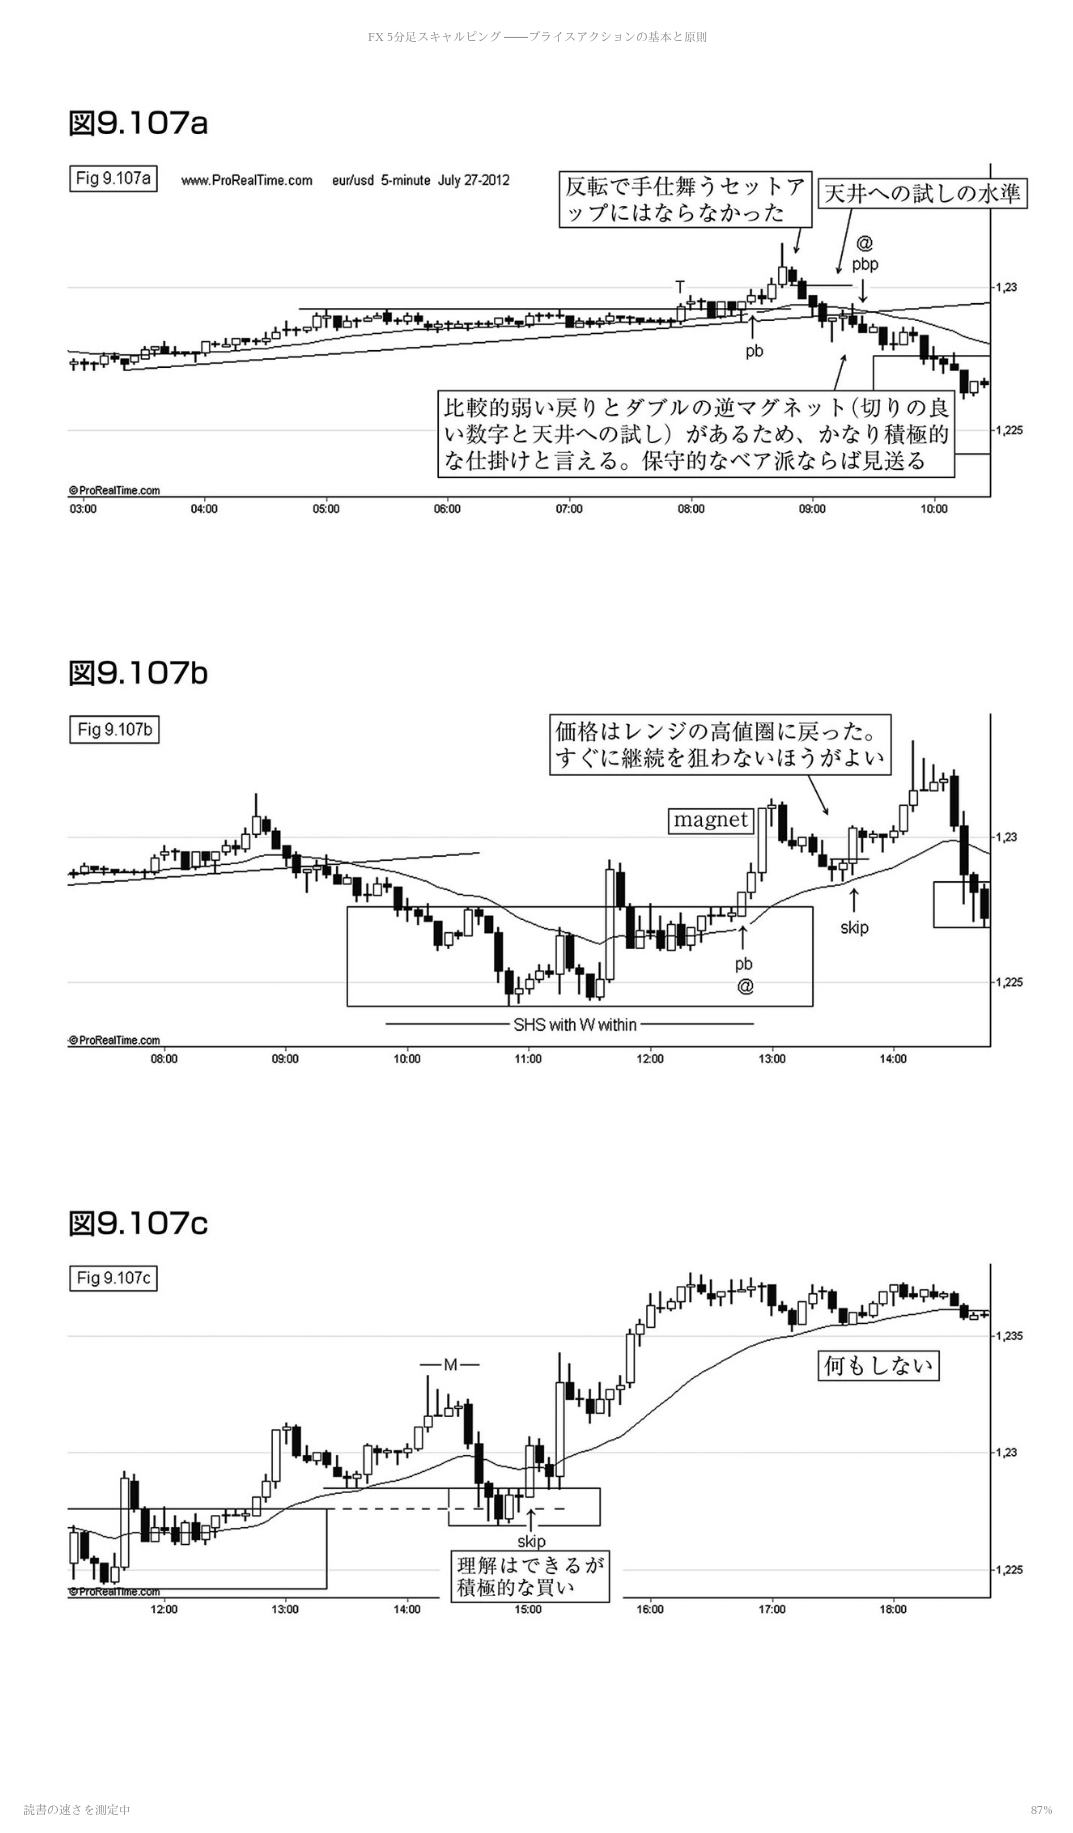 FX 5分足スキャルピング ――プライスアクションの基本と原則
図9.107a
Fig 9.107a
www.ProRealTime.com eur/usd 5-minute July 27-2012
反転で手仕舞うセットア
ップにはならなかった
天井への試しの水準
@
pbp
T
pb
1,23
比較的弱い戻りとダブルの逆マグネット(切りの良
い数字と天井への試し)があるため、かなり積極的
な仕掛けと言える。保守的なベア派ならば見送る
1,225
©ProRealTime.com
03:00 04:00 05:00 06:00 07:00 08:00 09:00 10:00
図9.107b
Fig 9.107b
価格はレンジの高値圏に戻った。
すぐに継続を狙わないほうがよい
magnet
1,23
skip
pb
@
1,225
SHS with W within
©ProRealTime.com
08:00 09:00 10:00 11:00 12:00 13:00 14:00
図9.107c
Fig 9.107c
1,235
何もしない
M
1,23
skip
理解はできるが
積極的な買い
1,225
©ProRealTime.com
12:00 13:00 14:00 15:00 16:00 17:00 18:00
読書の速さを測定中
87%